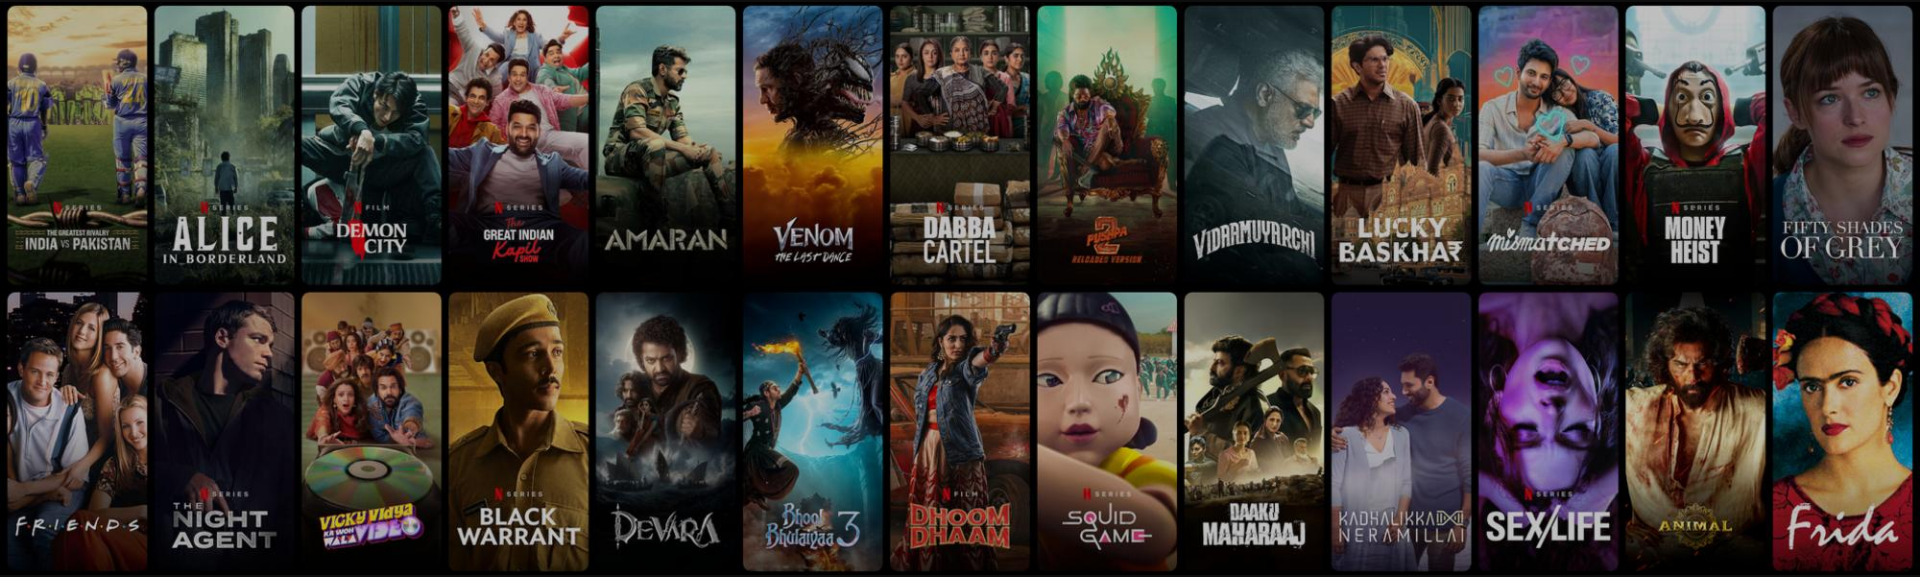 N SERIES
THE GREATEST RIVALRY
INDIA VS PAKISTAN
N SERIES
ALICE
IN BORDERLAND
N FILM
DEMON
CITY
N SERIES
The
GREAT INDIAN
Kapil
SHOW
AMARAN
VENOM
THE LAST DANCE
N SERIES
DABBA
CARTEL
PUSHPA
2
RELOADED VERSION
VIDAAMUYARCHI
LUCKY
BASKHAR
N SERIES
mismatched
N SERIES
MONEY
HEIST
FIFTY SHADES
OF GREY
F·R·I·E·N·D·S
N SERIES
THE
NIGHT
AGENT
VICKY VIDYA
KA WOH WALA
VIDEO
N SERIES
BLACK
WARRANT
DEVARA
Bhool
Bhulaiyaa 3
N FILM
DHOOM
DHAAM
N SERIES
SQUID
GAME
DAAKU
MAHARAAJ
KADHALIKKA
NERAMILLAI
N SERIES
SEX/LIFE
ANIMAL
Frida